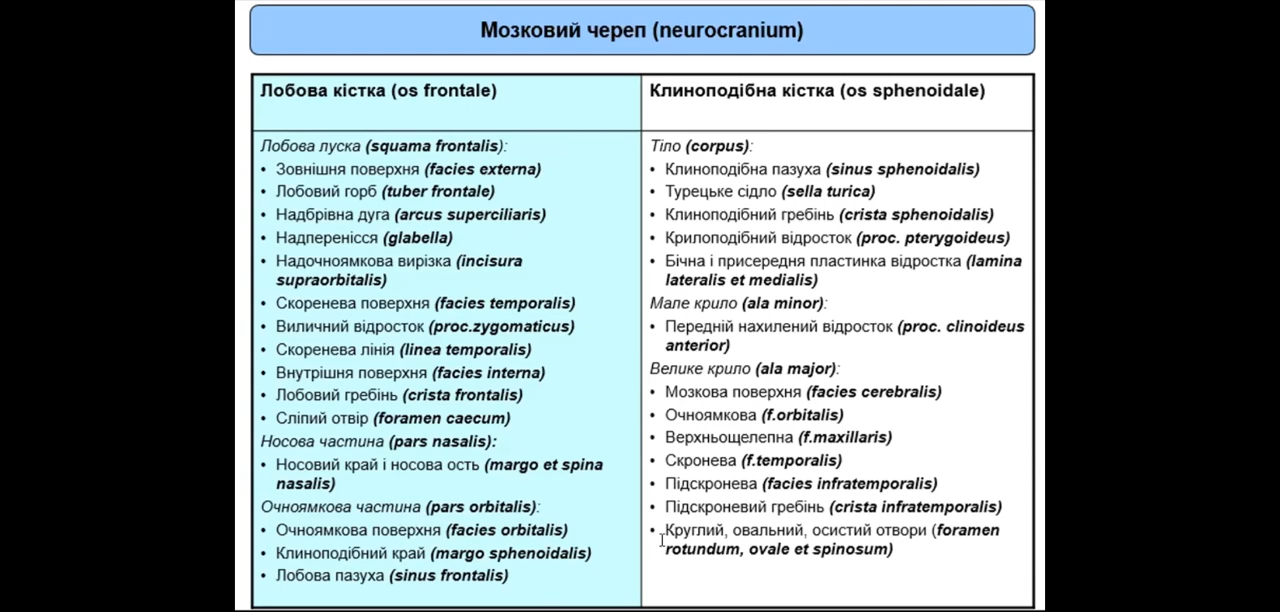 Мозковий череп (neurocranium)
Лобова кістка (os frontale)
Лобова луска (squama frontalis):
• Зовнішня поверхня (facies externa)
• Лобовий горб (tuber frontale)
• Надбрівна дуга (arcus superciliaris)
• Надперенісся (glabella)
• Надочноямкова вирізка (incisura
supraorbitalis)
• Скоренева поверхня (facies temporalis)
• Виличний відросток (proc.zygomaticus)
• Скоренева лінія (linea temporalis)
• Внутрішня поверхня (facies interna)
• Лобовий гребінь (crista frontalis)
• Сліпий отвір (foramen caecum)
Носова частина (pars nasalis):
• Носовий край і носова ость (margo et spina
nasalis)
Очноямкова частина (pars orbitalis):
• Очноямкова поверхня (facies orbitalis)
• Клиноподібний край (margo sphenoidalis)
• Лобова пазуха (sinus frontalis)
Клиноподібна кістка (os sphenoidale)
Тіло (corpus):
• Клиноподібна пазуха (sinus sphenoidalis)
• Турецьке сідло (sella turica)
• Клиноподібний гребінь (crista sphenoidalis)
• Крилоподібний відросток (proc. pterygoideus)
• Бічна і присередня пластинка відростка (lamina
lateralis et medialis)
Мале крило (ala minor):
• Передній нахилений відросток (proc. clinoideus
anterior)
Велике крило (ala major):
• Мозкова поверхня (facies cerebralis)
• Очноямкова (f.orbitalis)
• Верхньощелепна (f.maxillaris)
• Скронева (f.temporalis)
• Підскронева (facies infratemporalis)
• Підскроневий гребінь (crista infratemporalis)
• Круглий, овальний, осистий отвори (foramen
rotundum, ovale et spinosum)